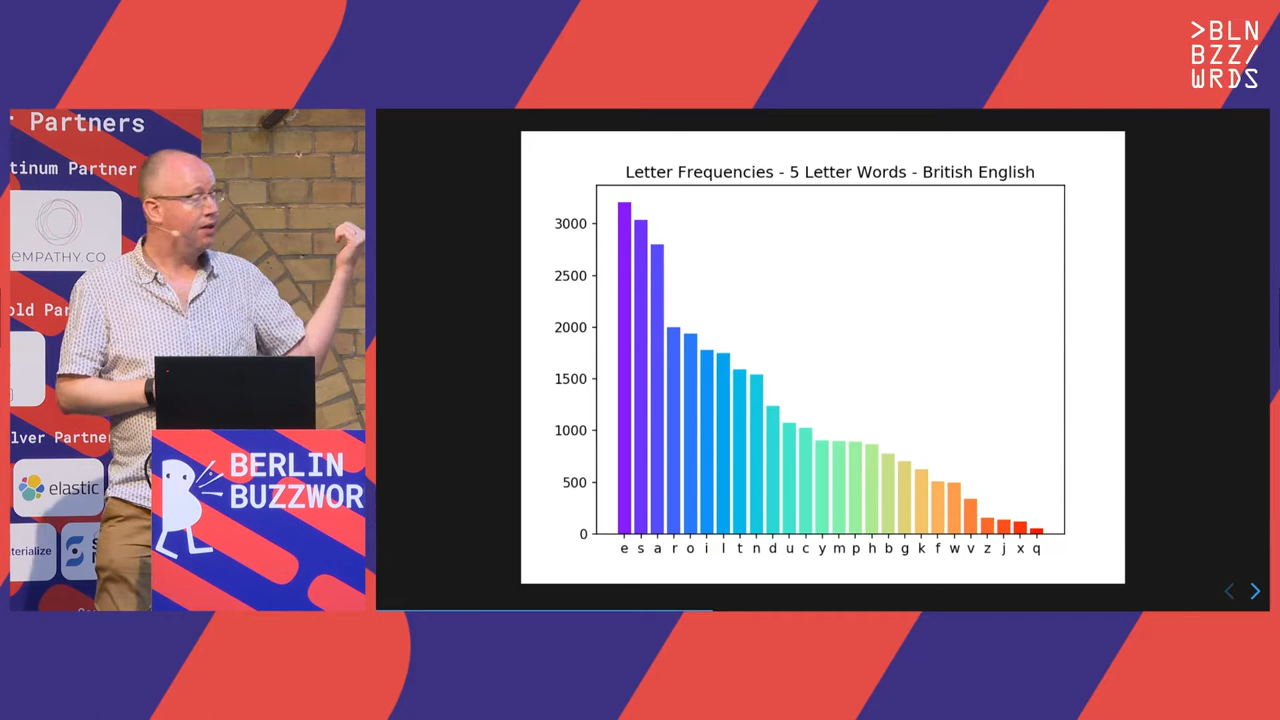 >BLN
BZZ/
WRDS
Partners
tinum Partner
EMPATHY.CO
old Par
lver Partne
elastic
terialize
BERLIN
BUZZWOR
Letter Frequencies - 5 Letter Words - British English
3000
2500
2000
1500
1000
500
0
e s a r o i l t n d u c y m p h b g k f w v z j x q